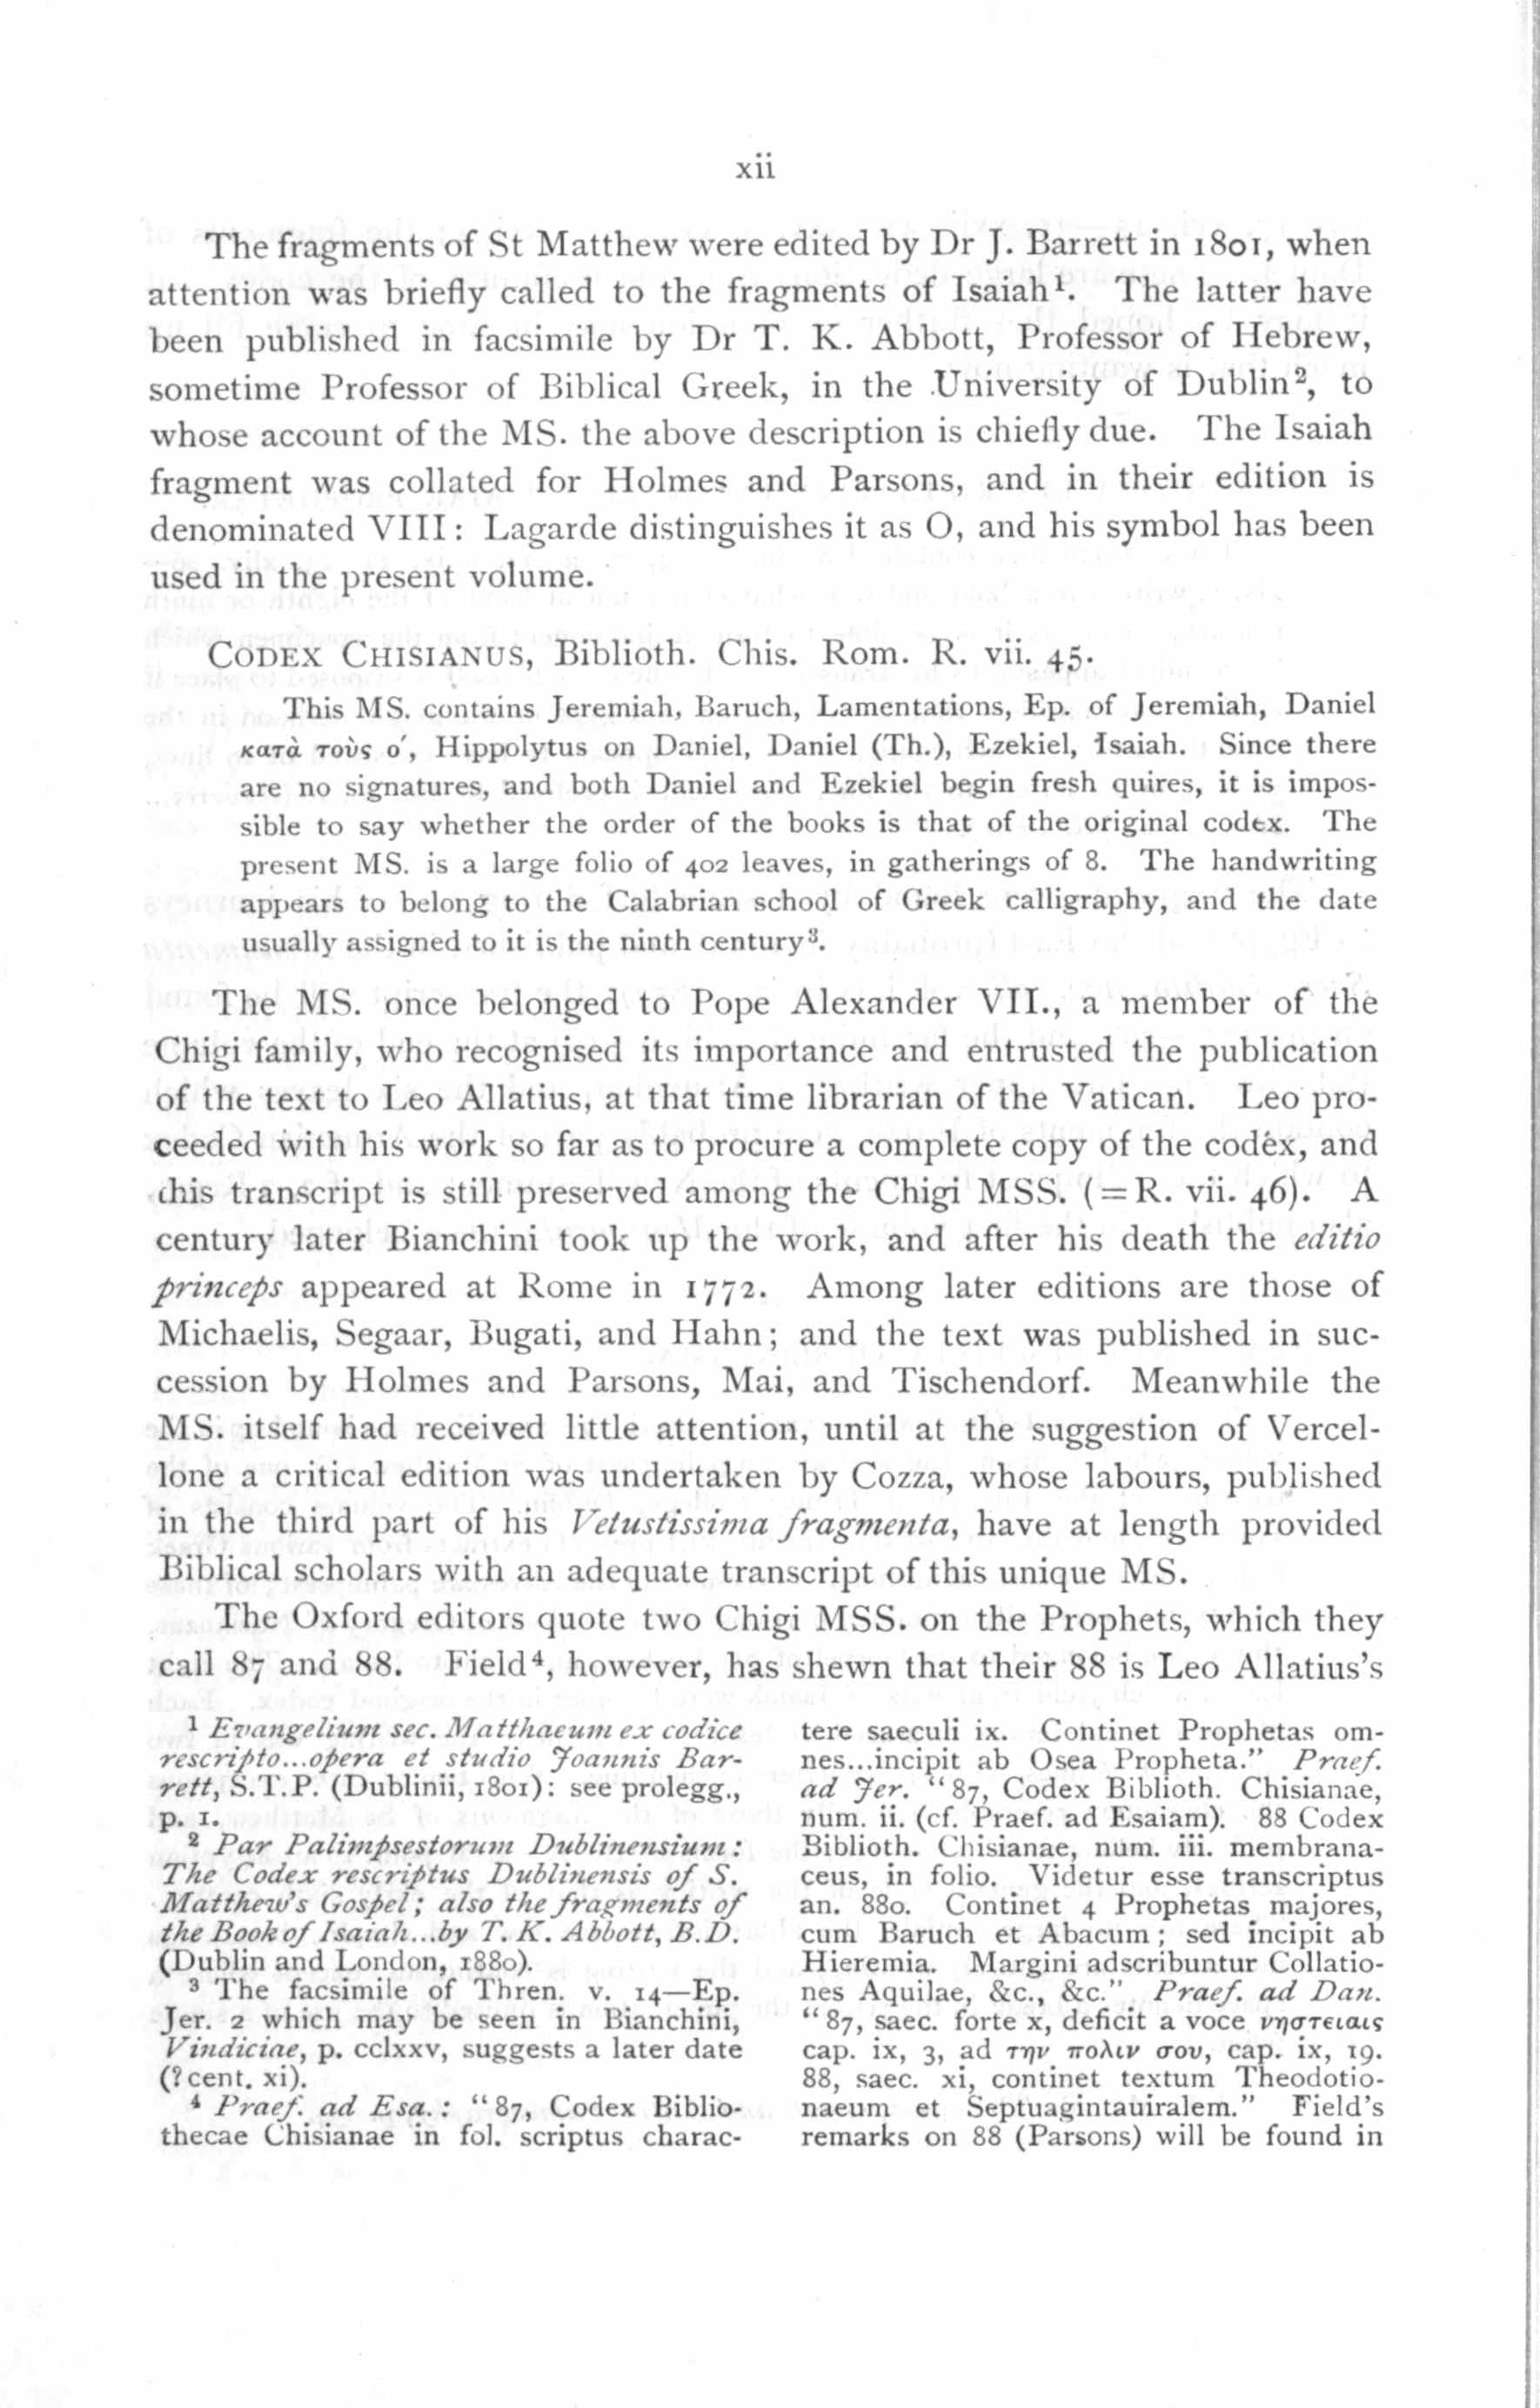 xii
The fragments of St Matthew were edited by Dr J. Barrett in 1801, when
attention was briefly called to the fragments of Isaiah¹. The latter have
been published in facsimile by Dr T. K. Abbott, Professor of Hebrew,
sometime Professor of Biblical Greek, in the University of Dublin², to
whose account of the MS. the above description is chiefly due. The Isaiah
fragment was collated for Holmes and Parsons, and in their edition is
denominated VIII: Lagarde distinguishes it as O, and his symbol has been
used in the present volume.
CODEX CHISIANUS, Biblioth. Chis. Rom. R. vii. 45.
This MS. contains Jeremiah, Baruch, Lamentations, Ep. of Jeremiah, Daniel
κατὰ τοὺς ο′, Hippolytus on Daniel, Daniel (Th.), Ezekiel, Isaiah. Since there
are no signatures, and both Daniel and Ezekiel begin fresh quires, it is impos-
sible to say whether the order of the books is that of the original codex. The
present MS. is a large folio of 402 leaves, in gatherings of 8. The handwriting
appears to belong to the Calabrian school of Greek calligraphy, and the date
usually assigned to it is the ninth century³.
The MS. once belonged to Pope Alexander VII., a member of the
Chigi family, who recognised its importance and entrusted the publication
of the text to Leo Allatius, at that time librarian of the Vatican. Leo pro-
ceeded with his work so far as to procure a complete copy of the codex, and
this transcript is still preserved among the Chigi MSS. (=R. vii. 46). A
century later Bianchini took up the work, and after his death the editio
princeps appeared at Rome in 1772. Among later editions are those of
Michaelis, Segaar, Bugati, and Hahn; and the text was published in suc-
cession by Holmes and Parsons, Mai, and Tischendorf. Meanwhile the
MS. itself had received little attention, until at the suggestion of Vercel-
lone a critical edition was undertaken by Cozza, whose labours, published
in the third part of his Vetustissima fragmenta, have at length provided
Biblical scholars with an adequate transcript of this unique MS.
The Oxford editors quote two Chigi MSS. on the Prophets, which they
call 87 and 88. Field⁴, however, has shewn that their 88 is Leo Allatius's
¹ Evangelium sec. Matthaeum ex codice
rescripto...opera et studio Joannis Bar-
rett, S.T.P. (Dublinii, 1801): see prolegg.,
p. 1.
² Par Palimpsestorum Dublinensium:
The Codex rescriptus Dublinensis of S.
Matthew's Gospel; also the fragments of
the Book of Isaiah...by T. K. Abbott, B.D.
(Dublin and London, 1880).
³ The facsimile of Thren. v. 14—Ep.
Jer. 2 which may be seen in Bianchini,
Vindiciae, p. cclxxv, suggests a later date
(?cent. xi).
⁴ Praef. ad Esa.: "87, Codex Biblio-
thecae Chisianae in fol. scriptus charac-
tere saeculi ix. Continet Prophetas om-
nes...incipit ab Osea Propheta." Praef.
ad Jer. "87, Codex Biblioth. Chisianae,
num. ii. (cf. Praef. ad Esaiam). 88 Codex
Biblioth. Chisianae, num. iii. membrana-
ceus, in folio. Videtur esse transcriptus
an. 880. Continet 4 Prophetas majores,
cum Baruch et Abacum; sed incipit ab
Hieremia. Margini adscribuntur Collatio-
nes Aquilae, &c., &c." Praef. ad Dan.
"87, saec. forte x, deficit a voce νηστειαις
cap. ix, 3, ad την πολιν σου, cap. ix, 19.
88, saec. xi, continet textum Theodotio-
naeum et Septuagintauiralem." Field's
remarks on 88 (Parsons) will be found in